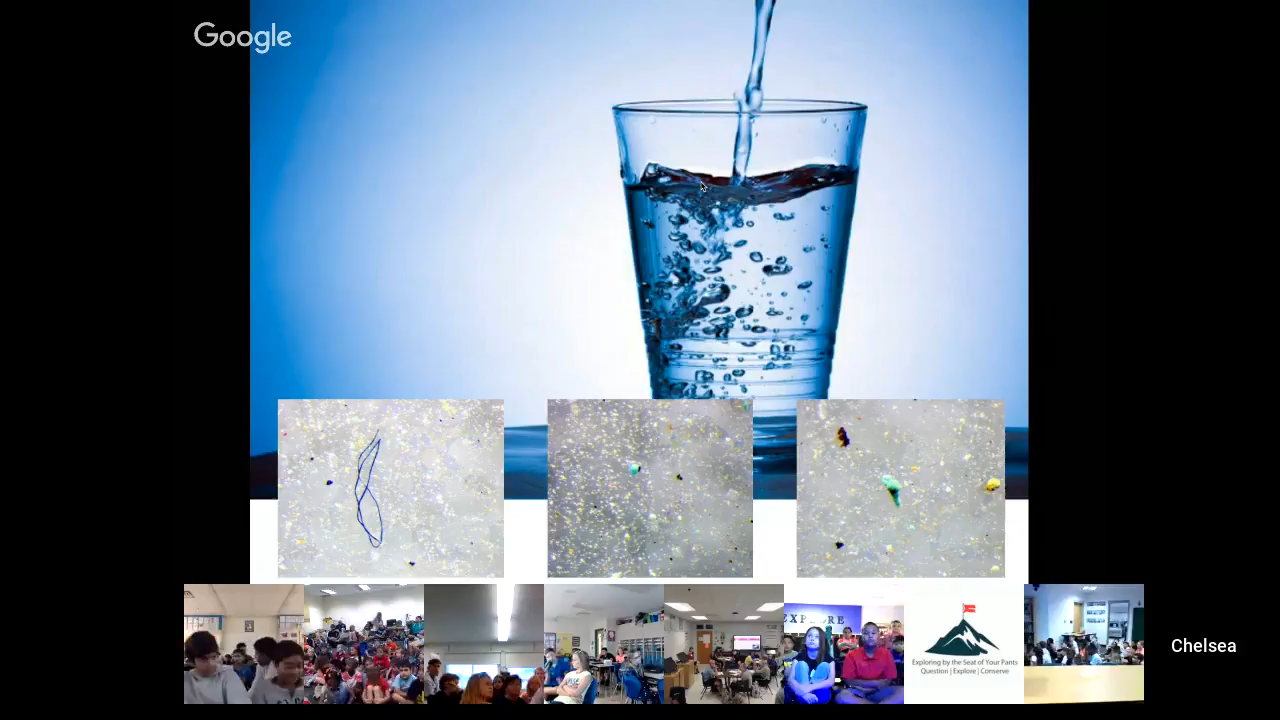 Google
EXPLORE
Exploring by the Seat of Your Pants
Question | Explore | Conserve
Chelsea